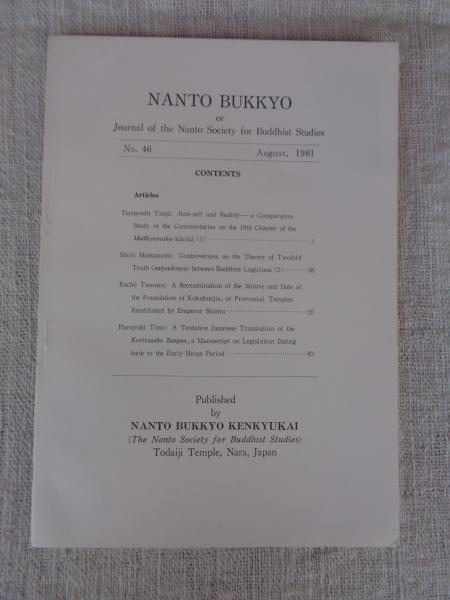 NANTO BUKKYO
or
Journal of the Nanto Society for Buddhist Studies
No. 46 August, 1981
CONTENTS
Articles
Teruyoshi Tanji: Non-self and Reality—a Comparative
Study of the Commentaries on the 18th Chapter of the
Madhyamaka-kārikā (1) ⋯⋯⋯⋯⋯⋯⋯⋯ 1
Shirō Matsumoto: Controversies on the Theory of Twofold
Truth (satyadvaya) between Buddhist Logicians (2) ⋯⋯⋯ 38
Enchō Tamura: A Reexamination of the Motive and Date of
the Foundation of Kokubunjis, or Provincial Temples
Established by Emperor Shōmu ⋯⋯⋯⋯⋯⋯⋯⋯ 55
Haruyuki Tōno: A Tentative Japanese Translation of the
Koritsusho Zanpen, a Manuscript on Legislation Dating
back to the Early Heian Period ⋯⋯⋯⋯⋯⋯⋯⋯ 83
Published
by
NANTO BUKKYO KENKYUKAI
(The Nanto Society for Buddhist Studies)
Todaiji Temple, Nara, Japan